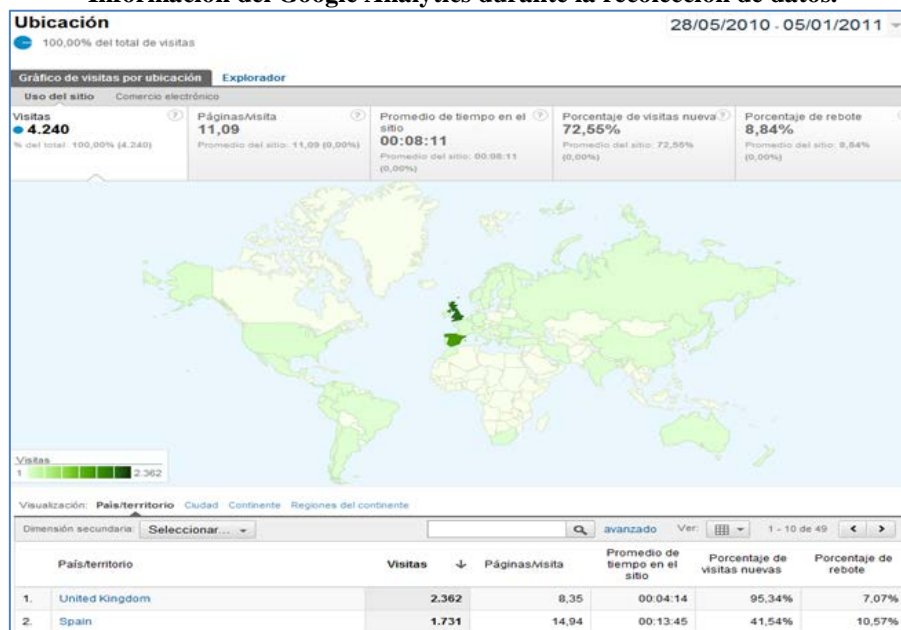 Información del Google Analytics durante la recolección de datos.
Ubicación
28/05/2010 - 05/01/2011
100,00% del total de visitas
Gráfico de visitas por ubicación Explorador
Uso del sitio Comercio electrónico
Visitas
4.240
% del total: 100,00% (4.240)
Páginas/visita
11,09
Promedio del sitio: 11,09 (0,00%)
Promedio de tiempo en el
sitio
00:08:11
Promedio del sitio: 00:08:11
(0,00%)
Porcentaje de visitas nueva
72,55%
Promedio del sitio: 72,55%
(0,00%)
Porcentaje de rebote
8,84%
Promedio del sitio: 8,84%
(0,00%)
Visitas
1 2.362
Visualización: País/territorio Ciudad Continente Regiones del continente
Dimensión secundaria: Seleccionar... avanzado Ver: 1 - 10 de 49
País/territorio Visitas Páginas/visita Promedio de tiempo en el sitio Porcentaje de visitas nuevas Porcentaje de rebote
1. United Kingdom 2.362 8,35 00:04:14 95,34% 7,07%
2. Spain 1.731 14,94 00:13:45 41,54% 10,57%